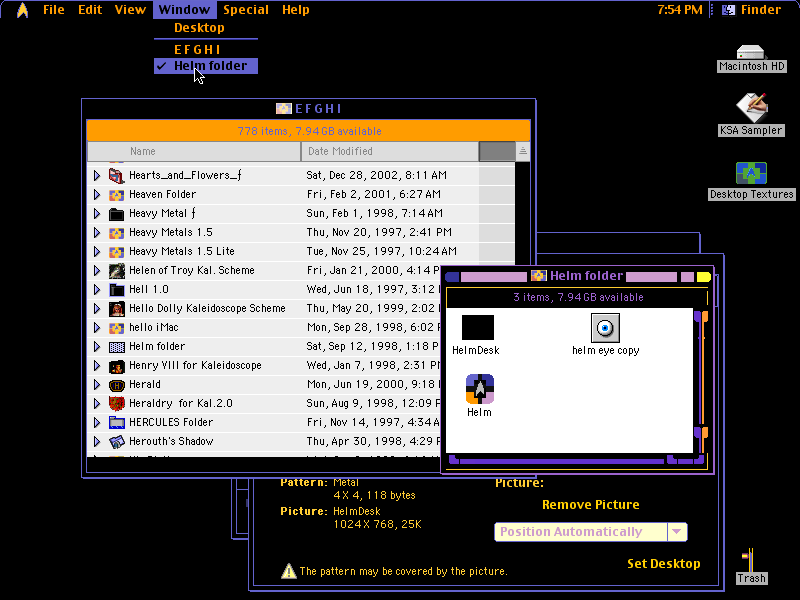 File Edit View Window Special Help 7:54 PM Finder
Desktop
E F G H I
✓ Helm folder
Macintosh HD
KSA Sampler
Desktop Textures
E F G H I
778 items, 7.94 GB available
Name Date Modified
Hearts_and_Flowers_ƒ Sat, Dec 28, 2002, 8:11 AM
Heaven Folder Fri, Feb 2, 2001, 6:27 AM
Heavy Metal ƒ Sun, Feb 1, 1998, 7:14 AM
Heavy Metals 1.5 Thu, Nov 20, 1997, 2:41 PM
Heavy Metals 1.5 Lite Tue, Nov 25, 1997, 10:24 AM
Helen of Troy Kal. Scheme Fri, Jan 21, 2000, 4:14 P
Hell 1.0 Wed, Jun 18, 1997, 3:12
Hello Dolly Kaleidoscope Scheme Thu, May 20, 1999, 2:02
hello iMac Mon, Sep 28, 1998, 6:02
Helm folder Sat, Sep 12, 1998, 1:18 P
Henry VIII for Kaleidoscope Wed, Jan 7, 1998, 2:31 P
Herald Mon, Jun 19, 2000, 9:18
Heraldry for Kal.2.0 Sun, Aug 9, 1998, 12:09
HERCULES Folder Fri, Nov 14, 1997, 6:34
Herouth's Shadow Thu, Apr 30, 1998, 4:29
Helm folder
3 items, 7.94 GB available
HelmDesk
helm eye copy
Helm
Pattern: Metal
4 X 4, 118 bytes
Picture: HelmDesk
1024 X 768, 25K
Picture:
Remove Picture
Position Automatically
Set Desktop
The pattern may be covered by the picture.
Trash